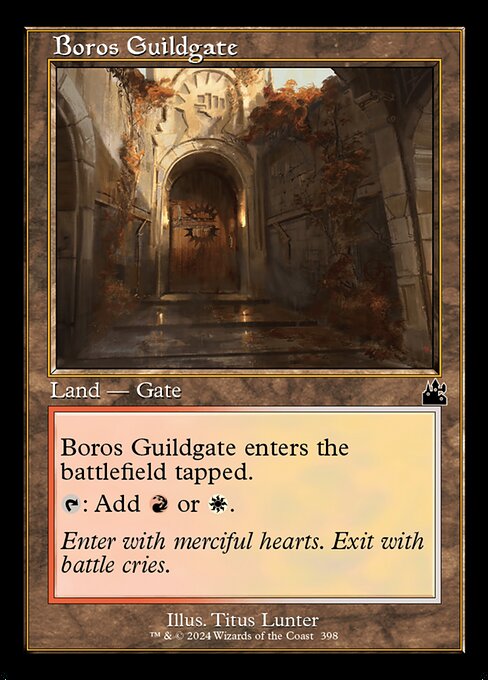 Boros Guildgate
Land — Gate
Boros Guildgate enters the
battlefield tapped.
: Add or .
Enter with merciful hearts. Exit with
battle cries.
Illus. Titus Lunter
™ & © 2024 Wizards of the Coast 398